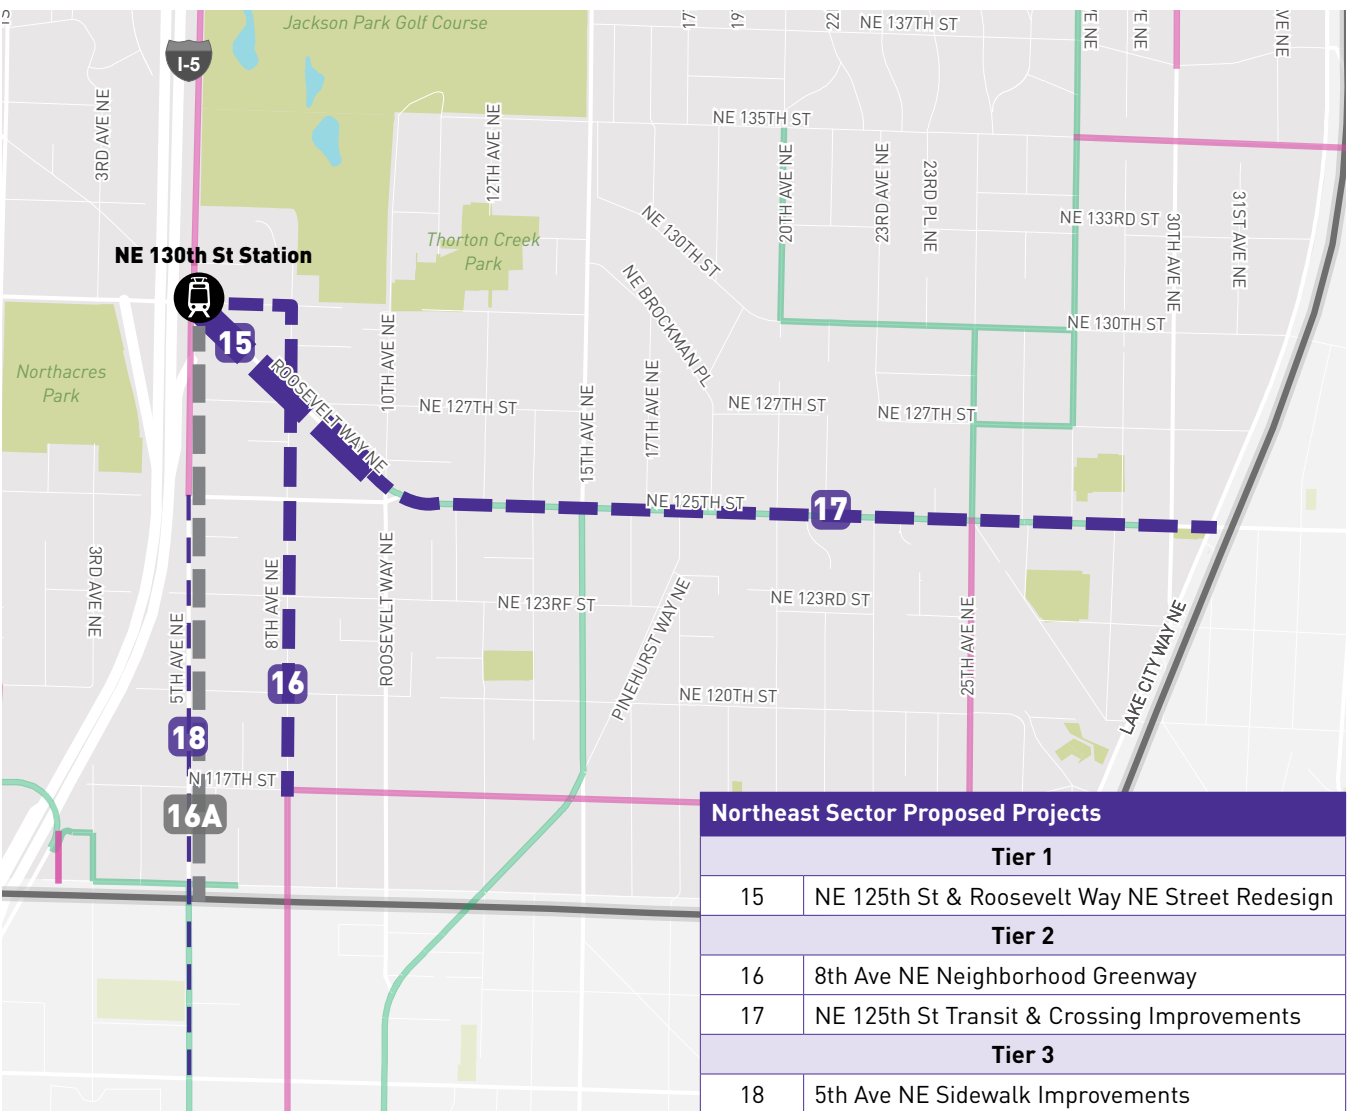 Jackson Park Golf Course
NE 137TH ST
I-5
3RD AVE NE
12TH AVE NE
NE 135TH ST
20TH AVE NE
23RD AVE NE
23RD PL NE
NE 133RD ST
30TH AVE NE
31ST AVE NE
NE 130TH ST
Thorton Creek
Park
NE 130th St Station
NE BROCKMAN PL
NE 130TH ST
15
ROOSEVELT WAY NE
10TH AVE NE
Northacres
Park
NE 127TH ST
15TH AVE NE
17TH AVE NE
NE 127TH ST
NE 127TH ST
NE 125TH ST
17
3RD AVE NE
5TH AVE NE
8TH AVE NE
ROOSEVELT WAY NE
NE 123RF ST
PINEHURST WAY NE
NE 123RD ST
25TH AVE NE
LAKE CITY WAY NE
16
NE 120TH ST
18
N 117TH ST
16A
Northeast Sector Proposed Projects
Tier 1
15 NE 125th St & Roosevelt Way NE Street Redesign
Tier 2
16 8th Ave NE Neighborhood Greenway
17 NE 125th St Transit & Crossing Improvements
Tier 3
18 5th Ave NE Sidewalk Improvements